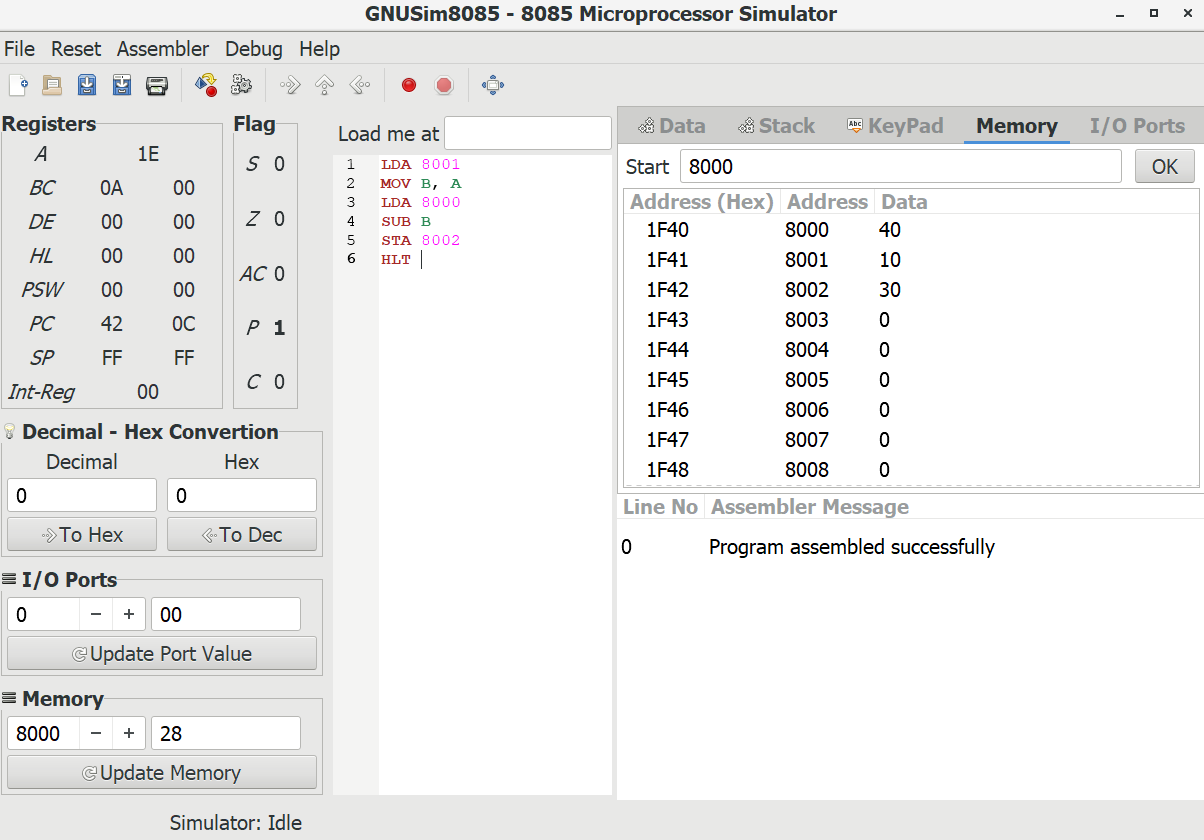 GNUSim8085 - 8085 Microprocessor Simulator
File Reset Assembler Debug Help
Registers
A 1E
BC 0A 00
DE 00 00
HL 00 00
PSW 00 00
PC 42 0C
SP FF FF
Int-Reg 00
Flag
S 0
Z 0
AC 0
P 1
C 0
Decimal - Hex Convertion
Decimal Hex
0 0
To Hex To Dec
I/O Ports
0 − + 00
Update Port Value
Memory
8000 − + 28
Update Memory
Load me at
1 LDA 8001
2 MOV B, A
3 LDA 8000
4 SUB B
5 STA 8002
6 HLT
Data Stack Abc KeyPad Memory I/O Ports
Start 8000 OK
Address (Hex) Address Data
1F40 8000 40
1F41 8001 10
1F42 8002 30
1F43 8003 0
1F44 8004 0
1F45 8005 0
1F46 8006 0
1F47 8007 0
1F48 8008 0
Line No Assembler Message
0 Program assembled successfully
Simulator: Idle